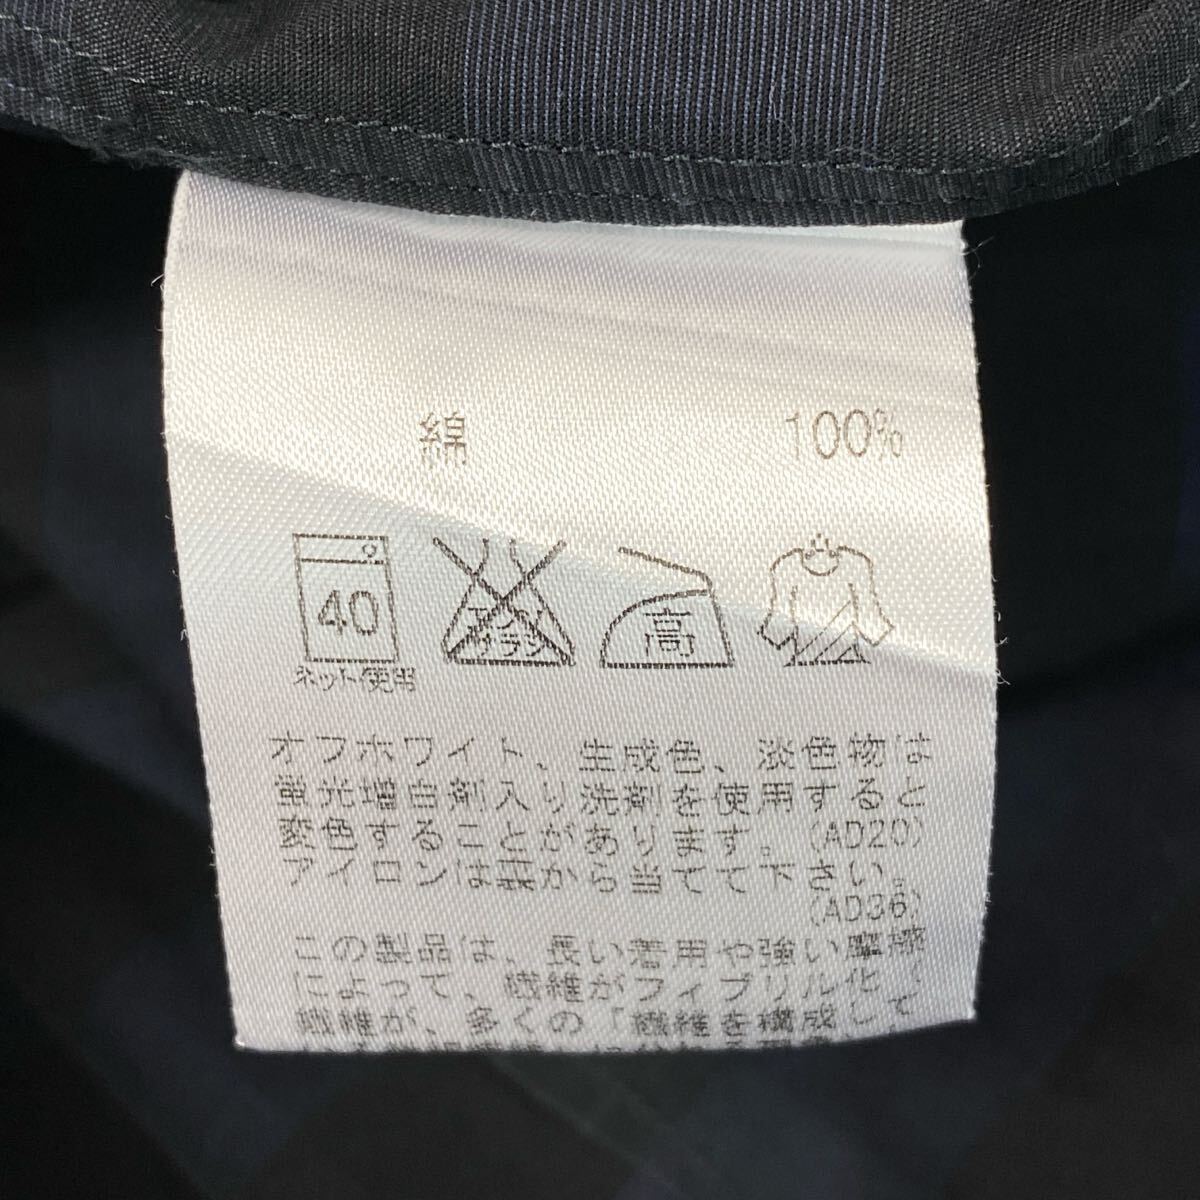 綿 100%
40
エンソ
サラシ
高
ネット使用
オフホワイト、生成色、淡色物は
蛍光増白剤入り洗剤を使用すると
変色することがあります。(AD20)
アイロンは裏から当てて下さい。
(AD36)
この製品は、長い着用や強い摩擦
によって、繊維がフィブリル化(
繊維が、多くの「繊維を構成して